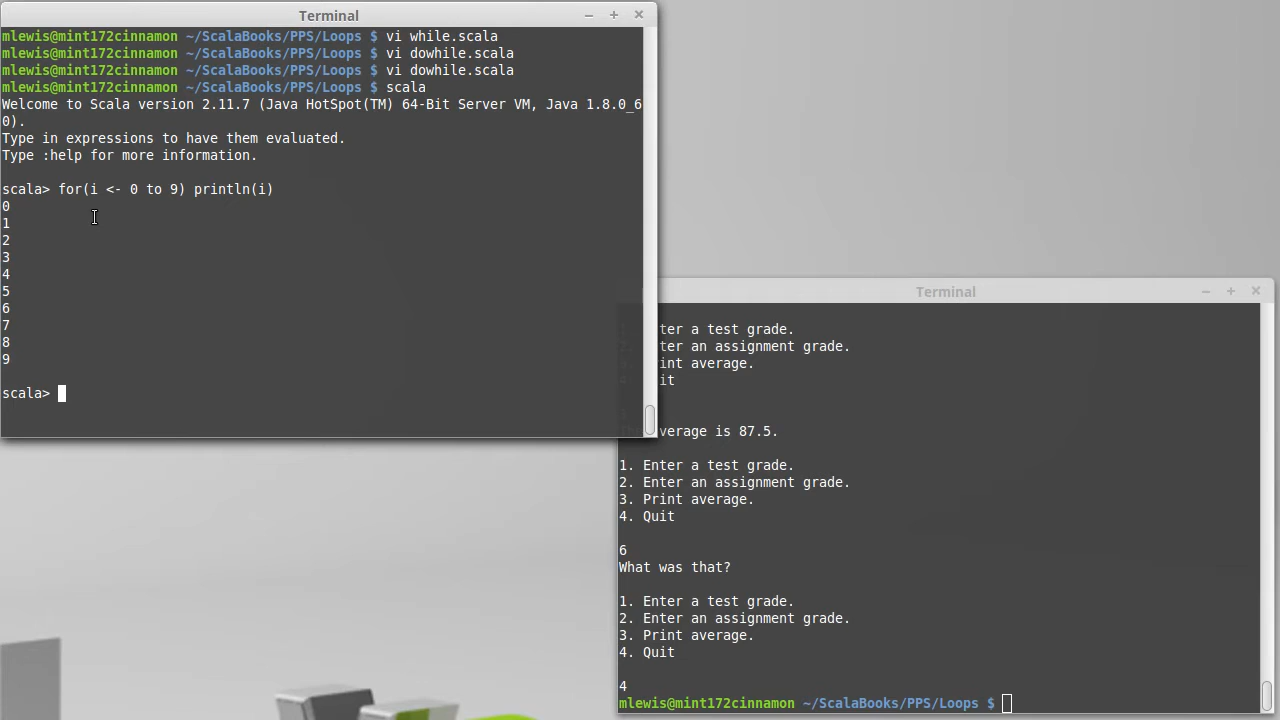 Terminal
mlewis@mint172cinnamon ~/ScalaBooks/PPS/Loops $ vi while.scala
mlewis@mint172cinnamon ~/ScalaBooks/PPS/Loops $ vi dowhile.scala
mlewis@mint172cinnamon ~/ScalaBooks/PPS/Loops $ vi dowhile.scala
mlewis@mint172cinnamon ~/ScalaBooks/PPS/Loops $ scala
Welcome to Scala version 2.11.7 (Java HotSpot(TM) 64-Bit Server VM, Java 1.8.0_6
0).
Type in expressions to have them evaluated.
Type :help for more information.
scala> for(i <- 0 to 9) println(i)
0
1
2
3
4
5
6
7
8
9
scala>
Terminal
ter a test grade.
ter an assignment grade.
int average.
it
verage is 87.5.
1. Enter a test grade.
2. Enter an assignment grade.
3. Print average.
4. Quit
6
What was that?
1. Enter a test grade.
2. Enter an assignment grade.
3. Print average.
4. Quit
4
mlewis@mint172cinnamon ~/ScalaBooks/PPS/Loops $